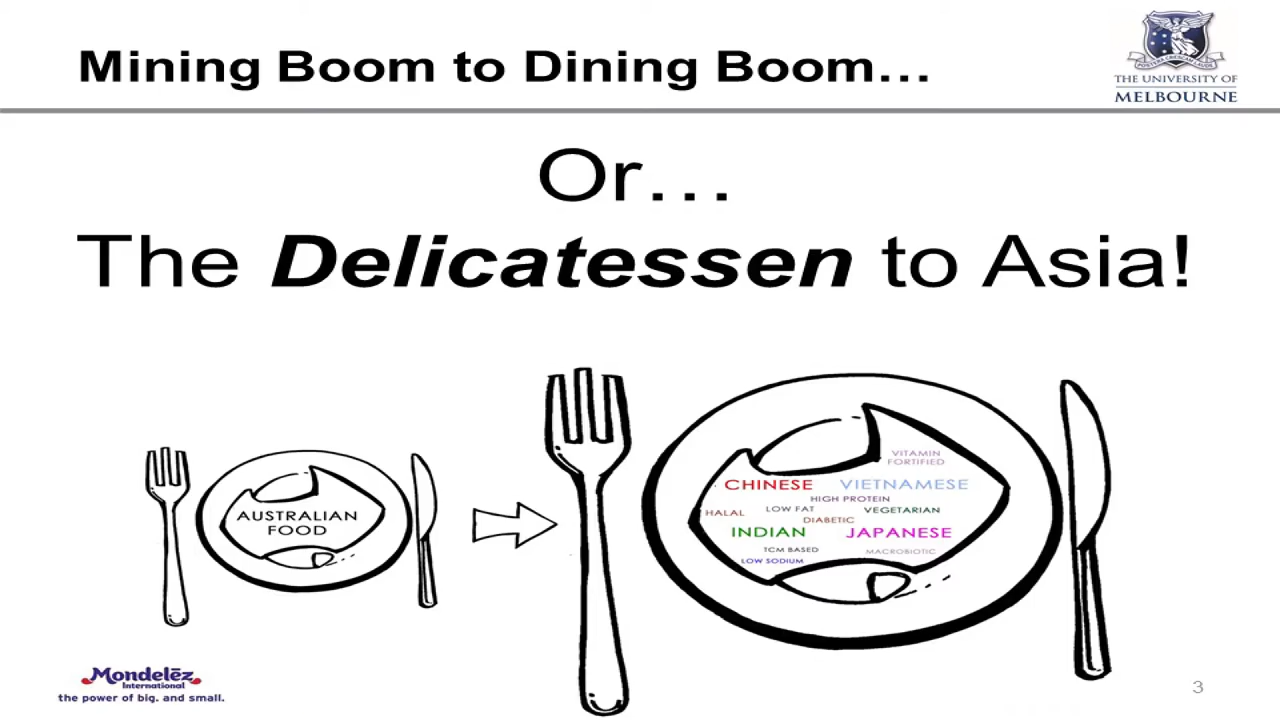 Mining Boom to Dining Boom…
THE UNIVERSITY OF
MELBOURNE
Or…
The Delicatessen to Asia!
AUSTRALIAN
FOOD
VITAMIN
FORTIFIED
CHINESE VIETNAMESE
HIGH PROTEIN
HALAL LOW FAT VEGETARIAN
DIABETIC
INDIAN JAPANESE
TCM BASED MACROBIOTIC
LOW SODIUM
Mondelēz
International
the power of big. and small.
3